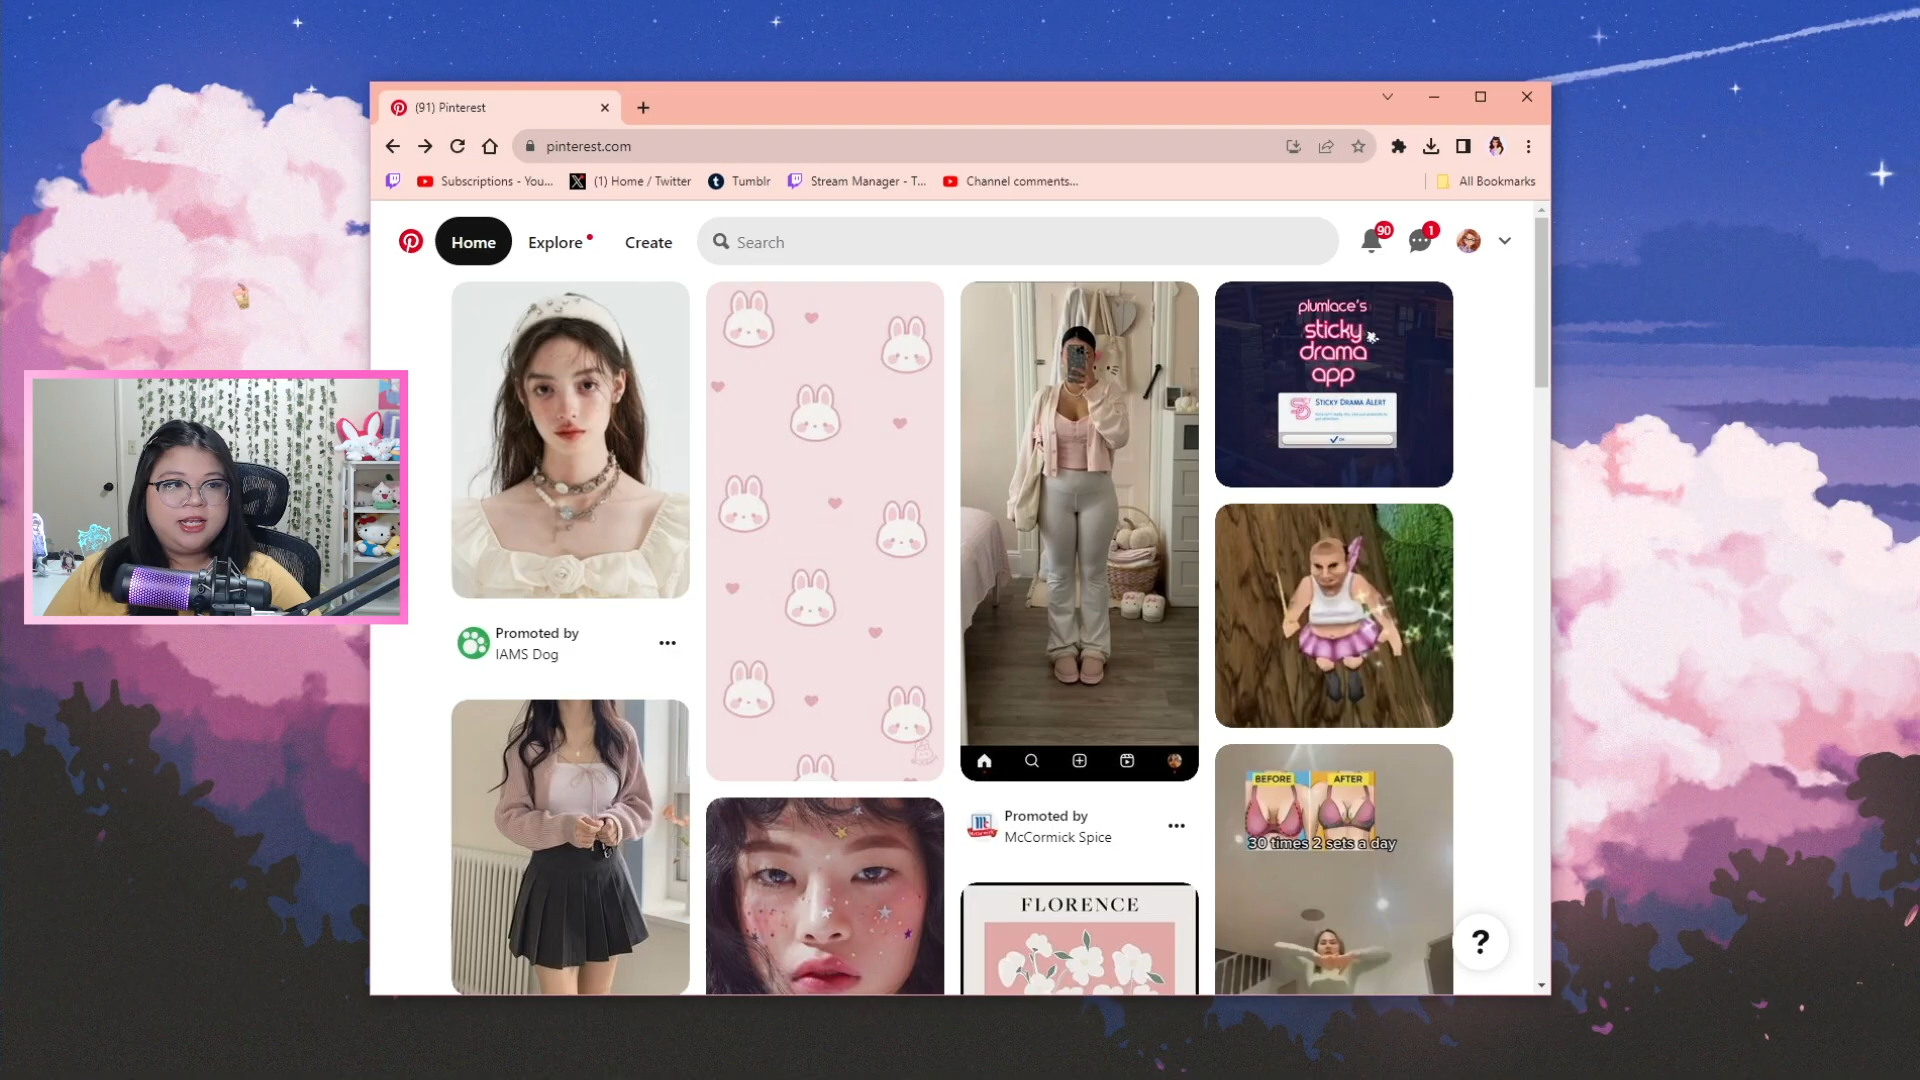 (91) Pinterest
pinterest.com
Subscriptions - You...
(1) Home / Twitter
Tumblr
Stream Manager - T...
Channel comments...
All Bookmarks
Home
Explore
Create
Search
90
1
plumlace's
sticky
drama
app
STICKY DRAMA ALERT
OK
Promoted by
IAMS Dog
BEFORE
AFTER
30 times 2 sets a day
Promoted by
McCormick Spice
FLORENCE
?